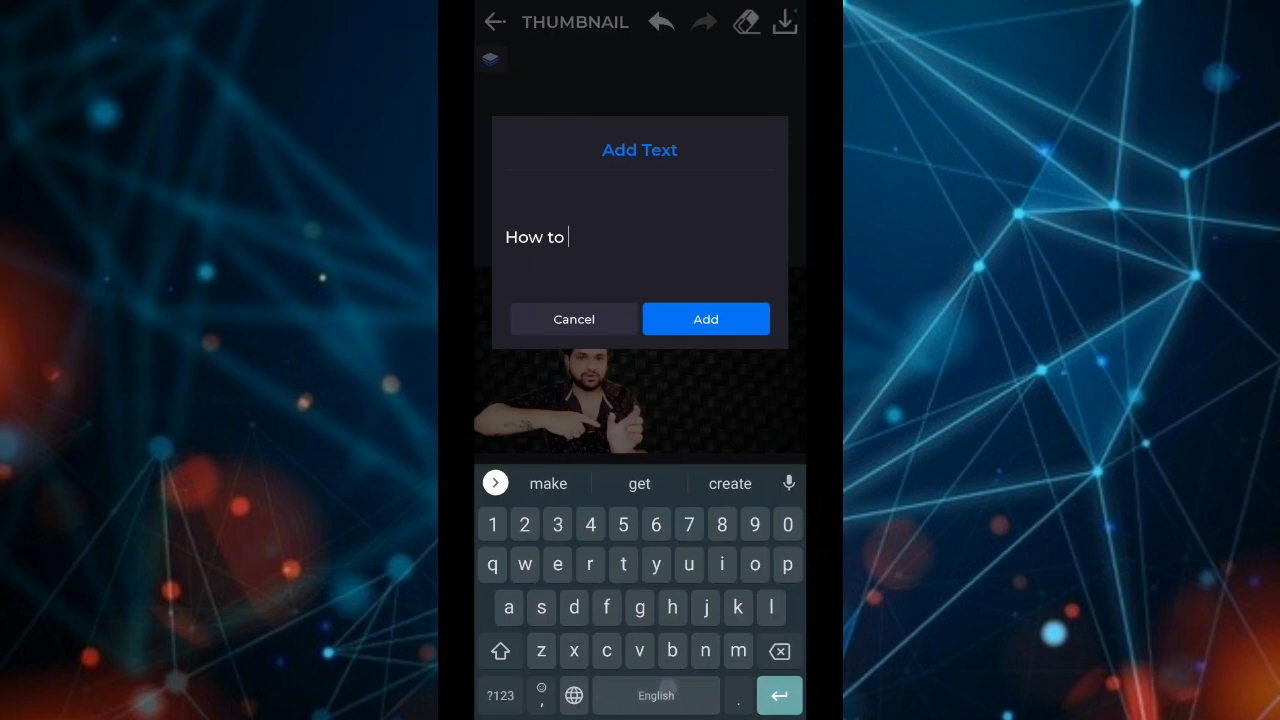 THUMBNAIL
Add Text
How to
Cancel Add
make get create
1 2 3 4 5 6 7 8 9 0
q w e r t y u i o p
a s d f g h j k l
z x c v b n m
?123 , English .